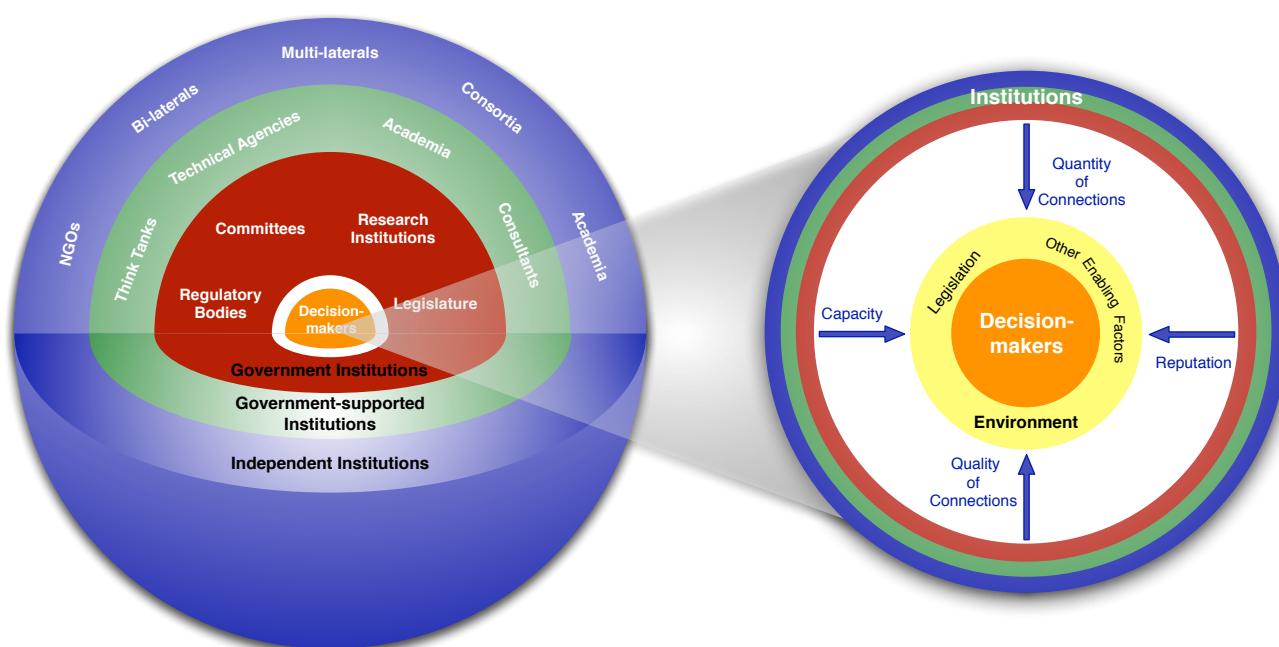 Multi-laterals
Bi-laterals
Consortia
NGOs
Academia
Technical Agencies
Academia
Think Tanks
Consultants
Committees
Research
Institutions
Regulatory
Bodies
Legislature
Decision-
makers
Government Institutions
Government-supported
Institutions
Independent Institutions
Institutions
Quantity
of
Connections
Legislation
Other Enabling
Factors
Capacity
Decision-
makers
Reputation
Environment
Quality
of
Connections